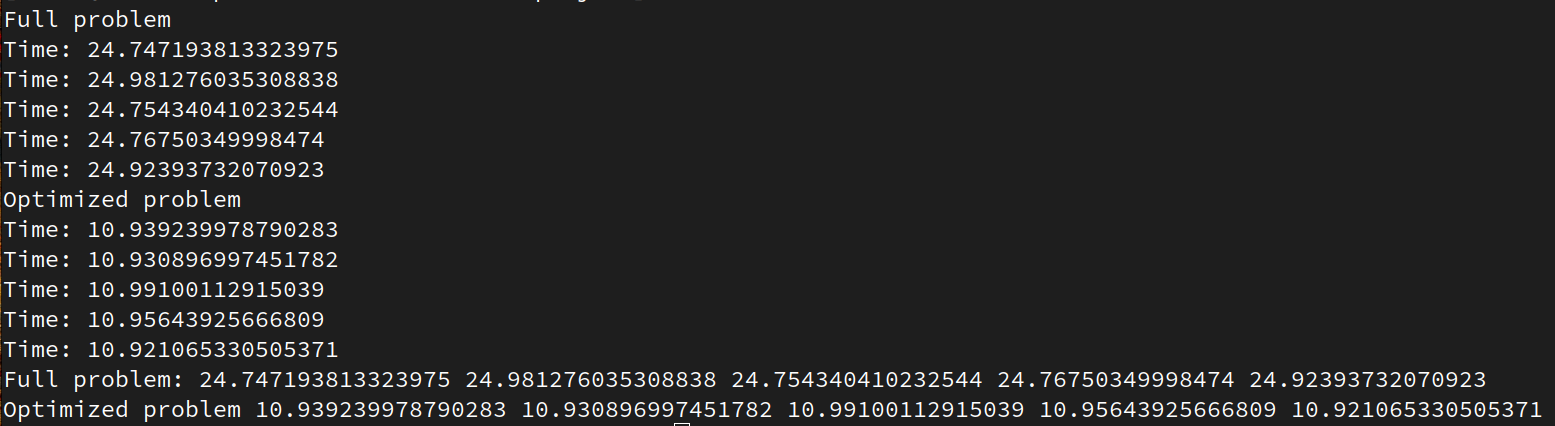 Full problem
Time: 24.747193813323975
Time: 24.981276035308838
Time: 24.754340410232544
Time: 24.76750349998474
Time: 24.92393732070923
Optimized problem
Time: 10.939239978790283
Time: 10.930896997451782
Time: 10.99100112915039
Time: 10.95643925666809
Time: 10.921065330505371
Full problem: 24.747193813323975 24.981276035308838 24.754340410232544 24.76750349998474 24.92393732070923
Optimized problem 10.939239978790283 10.930896997451782 10.99100112915039 10.95643925666809 10.921065330505371